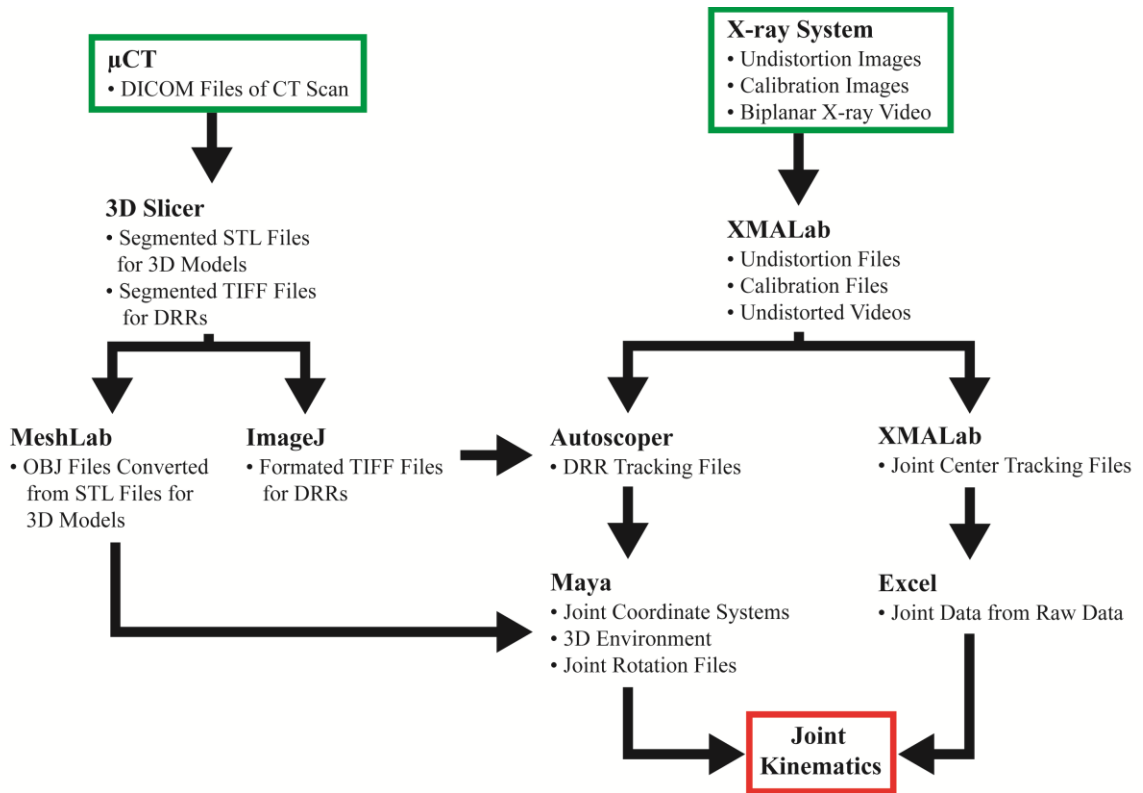 µCT
• DICOM Files of CT Scan
X-ray System
• Undistortion Images
• Calibration Images
• Biplanar X-ray Video
3D Slicer
• Segmented STL Files
for 3D Models
• Segmented TIFF Files
for DRRs
XMALab
• Undistortion Files
• Calibration Files
• Undistorted Videos
MeshLab
• OBJ Files Converted
from STL Files for
3D Models
ImageJ
• Formated TIFF Files
for DRRs
Autoscoper
• DRR Tracking Files
XMALab
• Joint Center Tracking Files
Maya
• Joint Coordinate Systems
• 3D Environment
• Joint Rotation Files
Excel
• Joint Data from Raw Data
Joint
Kinematics